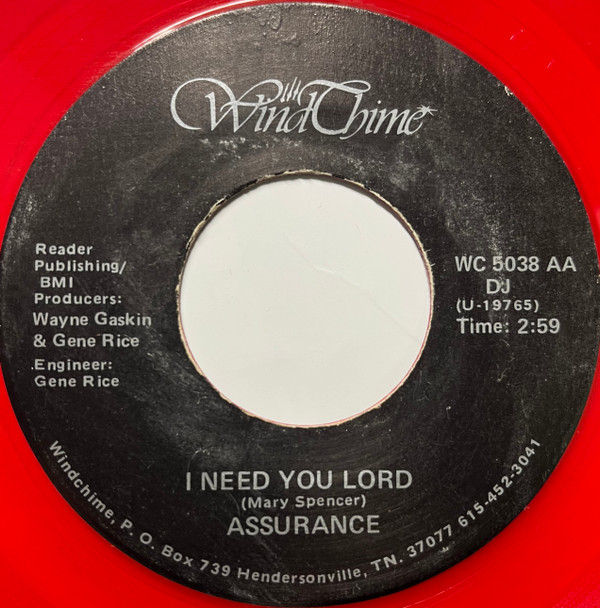 WindChime
Reader
Publishing/
BMI
Producers:
Wayne Gaskin
& Gene Rice
Engineer:
Gene Rice
WC 5038 AA
DJ
(U-19765)
Time: 2:59
I NEED YOU LORD
(Mary Spencer)
ASSURANCE
Windchime, P. O. Box 739 Hendersonville, TN. 37077 615-452-3041